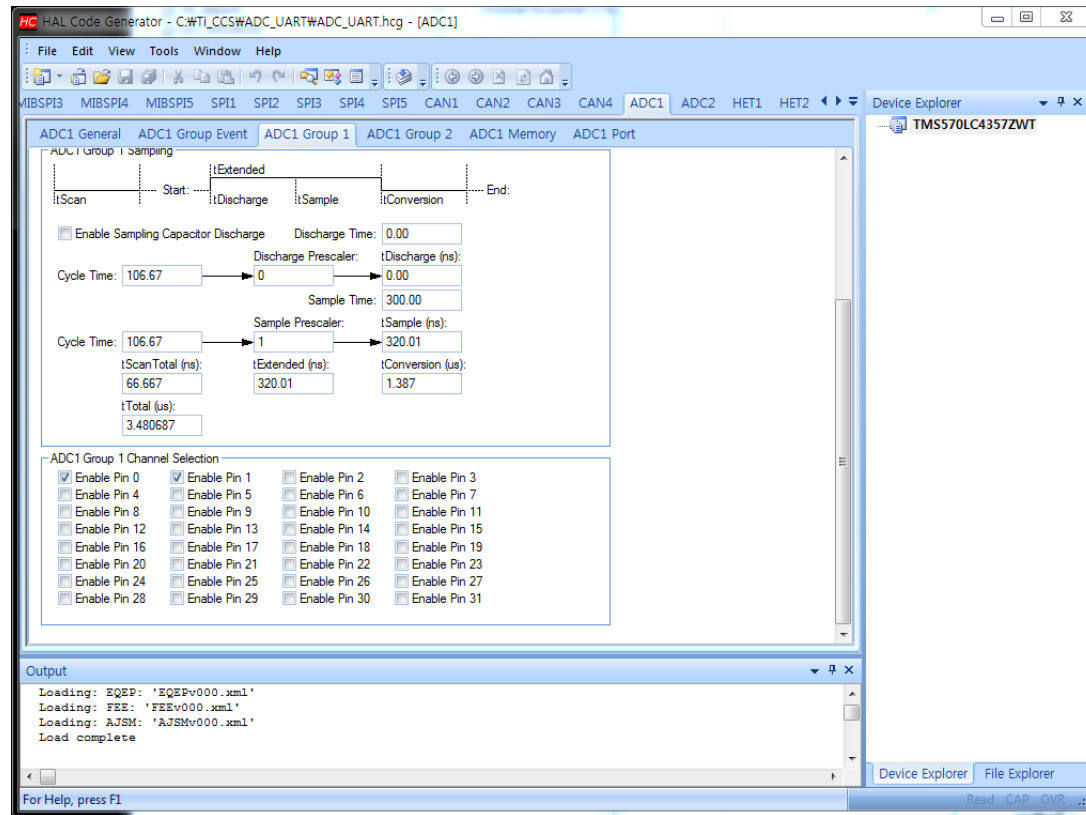 HC HAL Code Generator - C:₩Ti_CCS₩ADC_UART₩ADC_UART.hcg - [ADC1]
File Edit View Tools Window Help
MIBSPI3 MIBSPI4 MIBSPI5 SPI1 SPI2 SPI3 SPI4 SPI5 CAN1 CAN2 CAN3 CAN4 ADC1 ADC2 HET1 HET2
Device Explorer
TMS570LC4357ZWT
ADC1 General ADC1 Group Event ADC1 Group 1 ADC1 Group 2 ADC1 Memory ADC1 Port
ADC1 Group 1 Sampling
tExtended
Start: End:
tScan tDischarge tSample tConversion
Enable Sampling Capacitor Discharge Discharge Time: 0.00
Discharge Prescaler: tDischarge (ns):
Cycle Time: 106.67 0 0.00
Sample Time: 300.00
Sample Prescaler: tSample (ns):
Cycle Time: 106.67 1 320.01
tScanTotal (ns): tExtended (ns): tConversion (us):
66.667 320.01 1.387
tTotal (us):
3.480687
ADC1 Group 1 Channel Selection
Enable Pin 0 Enable Pin 1 Enable Pin 2 Enable Pin 3
Enable Pin 4 Enable Pin 5 Enable Pin 6 Enable Pin 7
Enable Pin 8 Enable Pin 9 Enable Pin 10 Enable Pin 11
Enable Pin 12 Enable Pin 13 Enable Pin 14 Enable Pin 15
Enable Pin 16 Enable Pin 17 Enable Pin 18 Enable Pin 19
Enable Pin 20 Enable Pin 21 Enable Pin 22 Enable Pin 23
Enable Pin 24 Enable Pin 25 Enable Pin 26 Enable Pin 27
Enable Pin 28 Enable Pin 29 Enable Pin 30 Enable Pin 31
Output
Loading: EQEP: 'EQEPv000.xml'
Loading: FEE: 'FEEv000.xml'
Loading: AJSM: 'AJSMv000.xml'
Load complete
Device Explorer File Explorer
For Help, press F1
Read CAP OVR